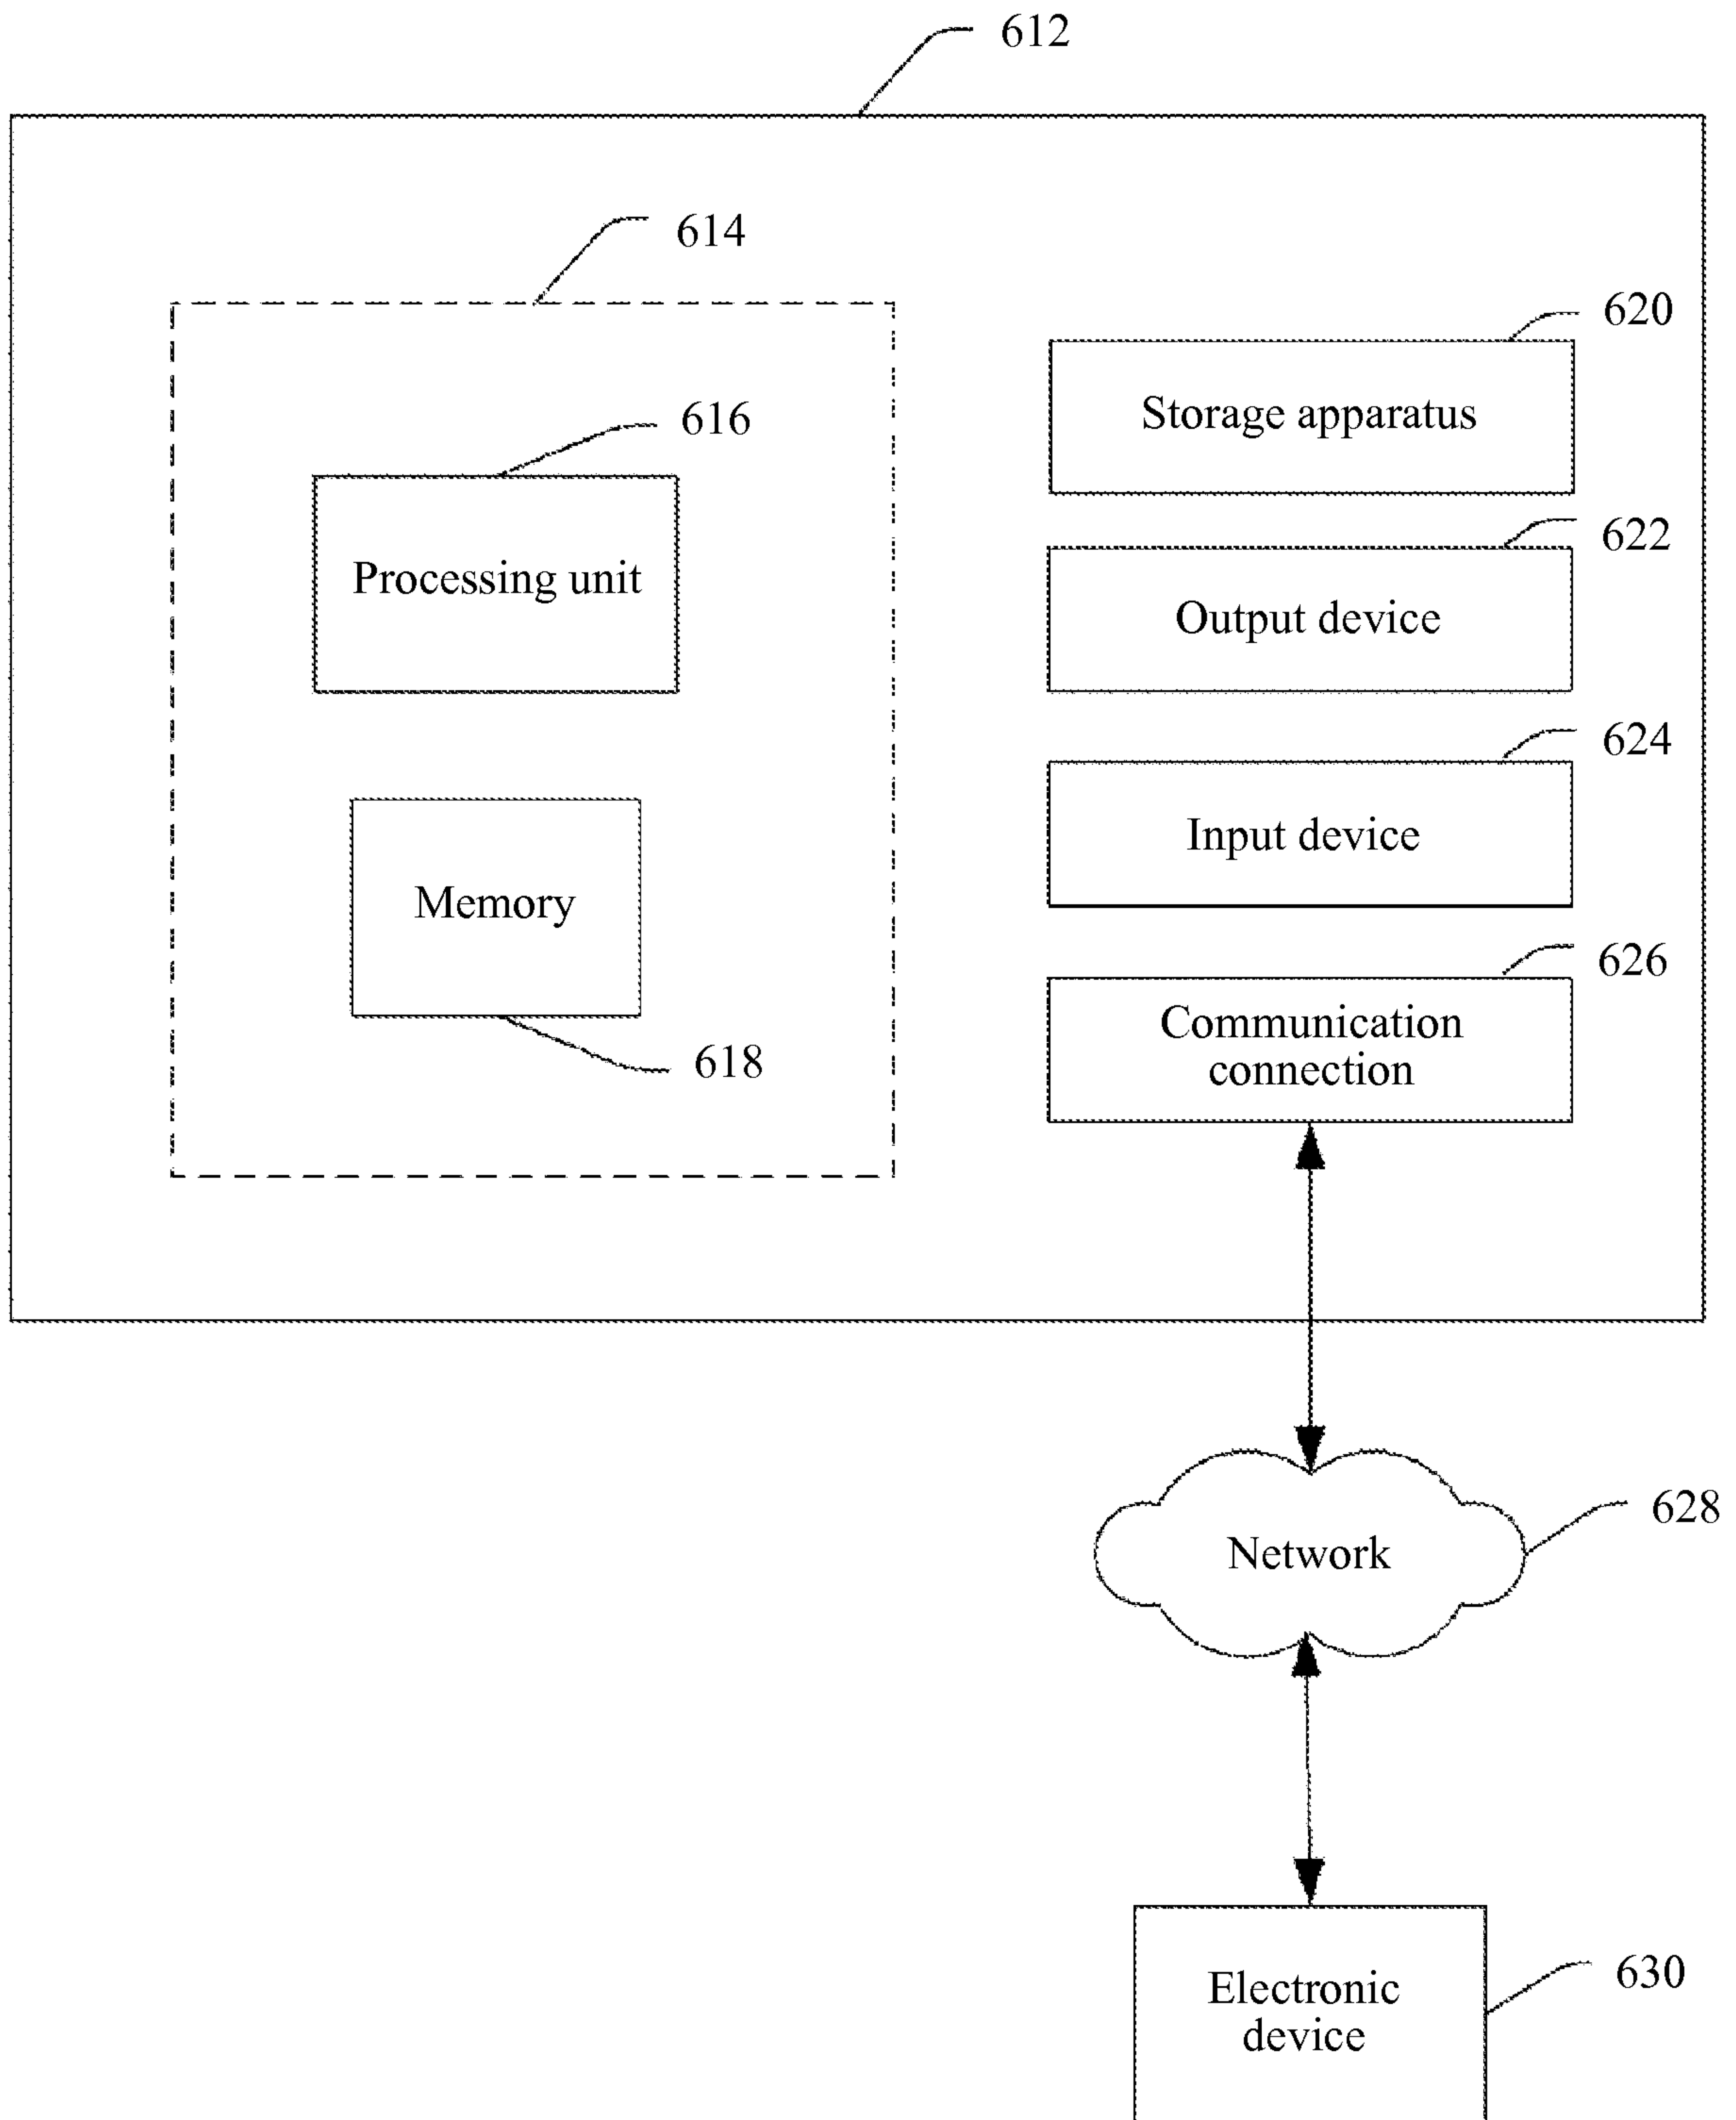 612
614
620
Storage apparatus
616
Processing unit
622
Output device
624
Input device
Memory
618
626
Communication
connection
628
Network
630
Electronic
device